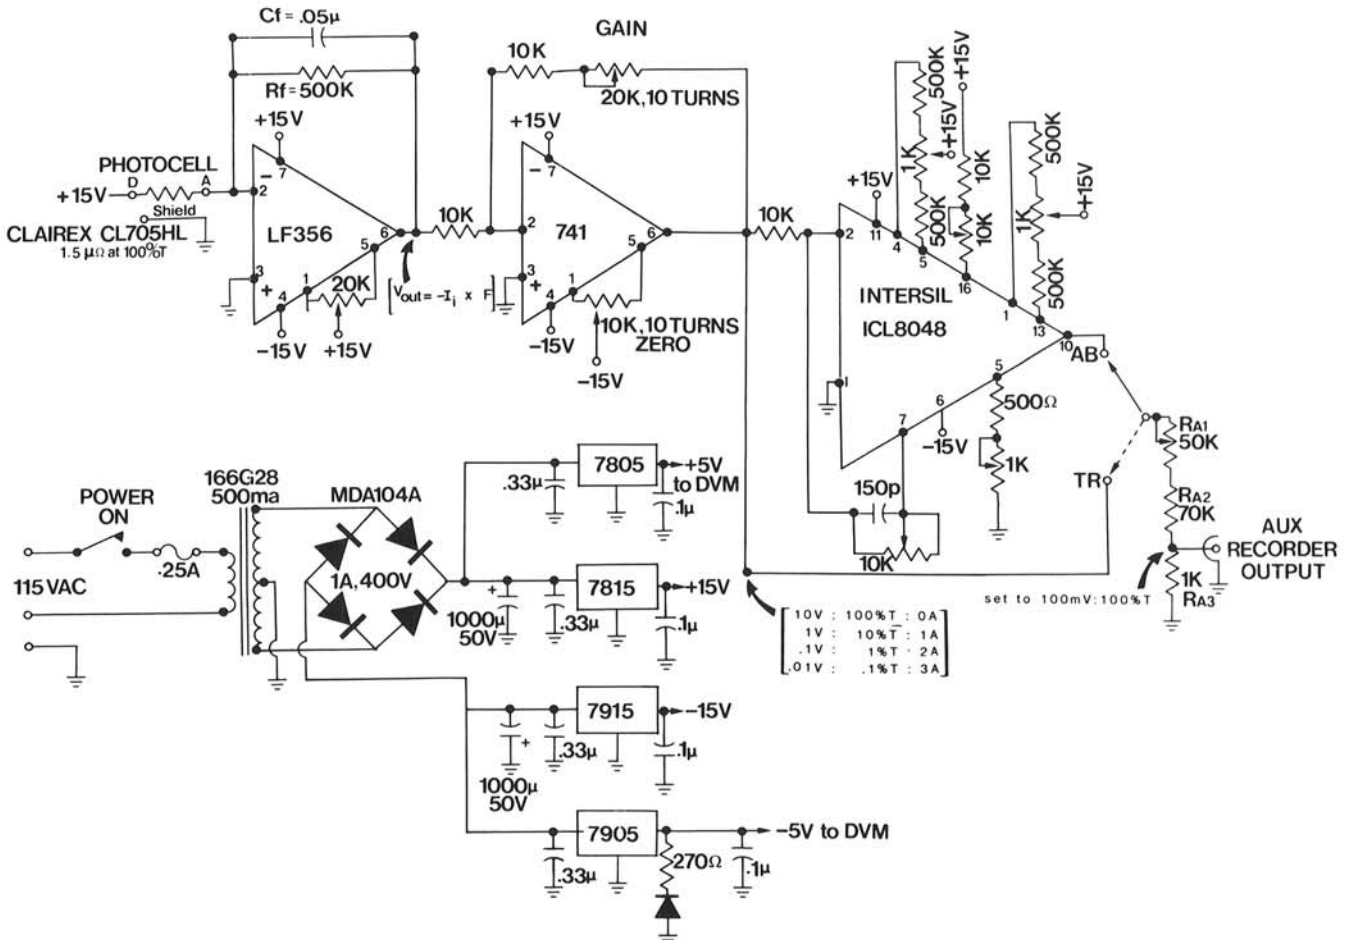 Cf = .05µ
Rf = 500K
+15V
PHOTOCELL
+15V
D
A
Shield
CLAIREX CL705HL
1.5 µΩ at 100%T
−
2
7
LF356
6
5
3
+
4
1
20K
−15V
+15V
10K
[Vout = -Ii x F]
GAIN
10K
20K, 10 TURNS
+15V
−
7
2
741
6
5
3
+
1
4
10K, 10 TURNS
ZERO
−15V
−15V
10K
+15V
2
11
4
5
16
1
13
10
500K
1K
+15V
500K
+15V
10K
10K
500K
1K
+15V
500K
INTERSIL
ICL8048
1
7
6
5
−15V
500Ω
1K
150p
10K
AB
TR
RA1
50K
RA2
70K
1K
RA3
AUX
RECORDER
OUTPUT
set to 100mV:100%T
10V : 100%T : 0A
1V : 10%T : 1A
.1V : 1%T : 2A
.01V : .1%T : 3A
POWER
ON
115 VAC
.25A
166G28
500ma
MDA104A
1A, 400V
.33µ
7805
+5V
to DVM
.1µ
+
1000µ
50V
.33µ
7815
+15V
.1µ
+
1000µ
50V
.33µ
7915
−15V
.1µ
.33µ
7905
−5V to DVM
270Ω
.1µ